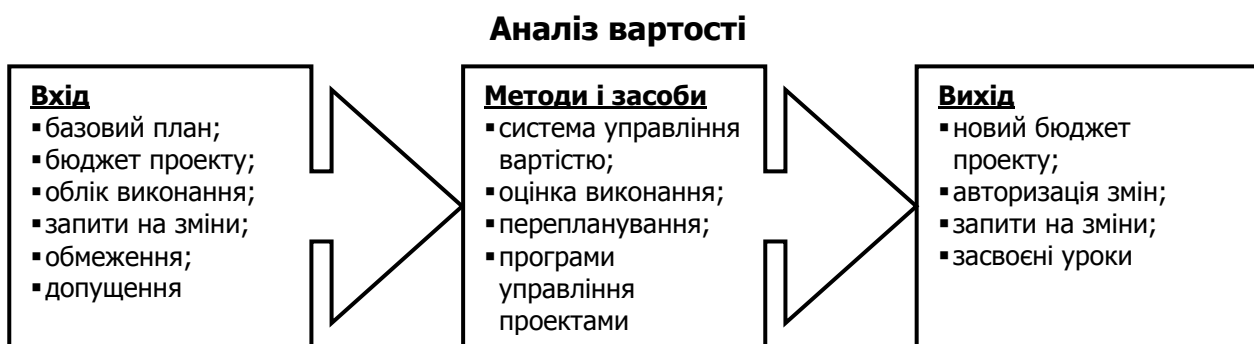 Аналіз вартості
Вхід
▪базовий план;
▪бюджет проекту;
▪облік виконання;
▪запити на зміни;
▪обмеження;
▪допущення
Методи і засоби
▪система управління
вартістю;
▪оцінка виконання;
▪перепланування;
▪програми
управління
проектами
Вихід
▪новий бюджет
проекту;
▪авторизація змін;
▪запити на зміни;
▪засвоєні уроки